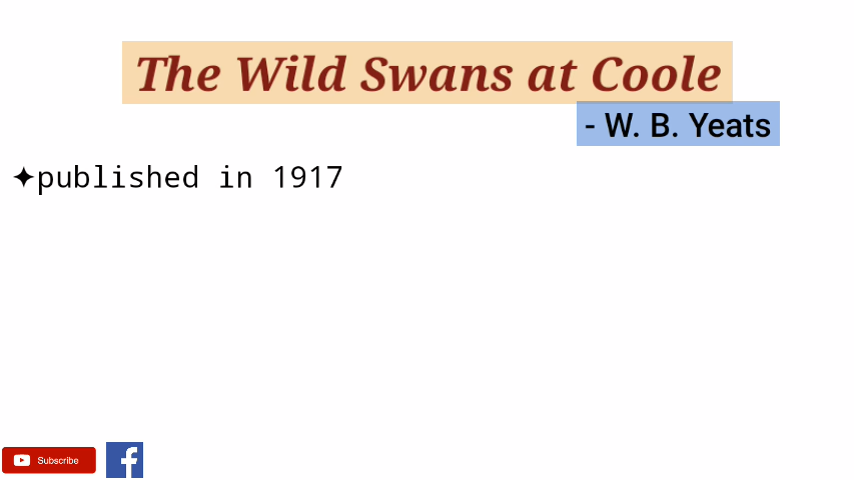 The Wild Swans at Coole
- W. B. Yeats
✦published in 1917
Subscribe